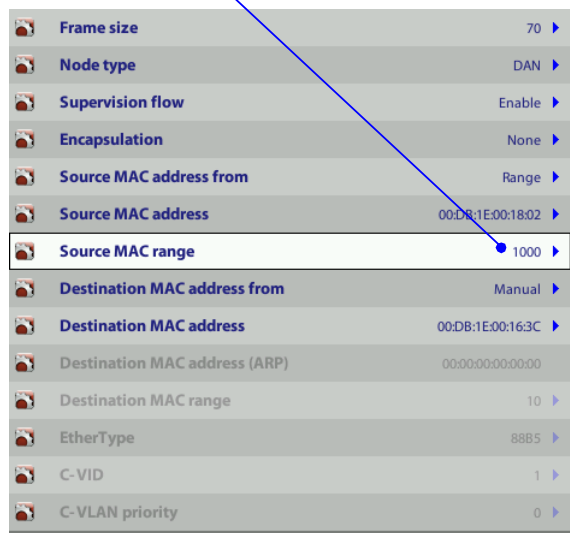 Frame size 70
Node type DAN
Supervision flow Enable
Encapsulation None
Source MAC address from Range
Source MAC address 00:DB:1E:00:18:02
Source MAC range 1000
Destination MAC address from Manual
Destination MAC address 00:DB:1E:00:16:3C
Destination MAC address (ARP) 00:00:00:00:00:00
Destination MAC range 10
EtherType 88B5
C-VID 1
C-VLAN priority 0